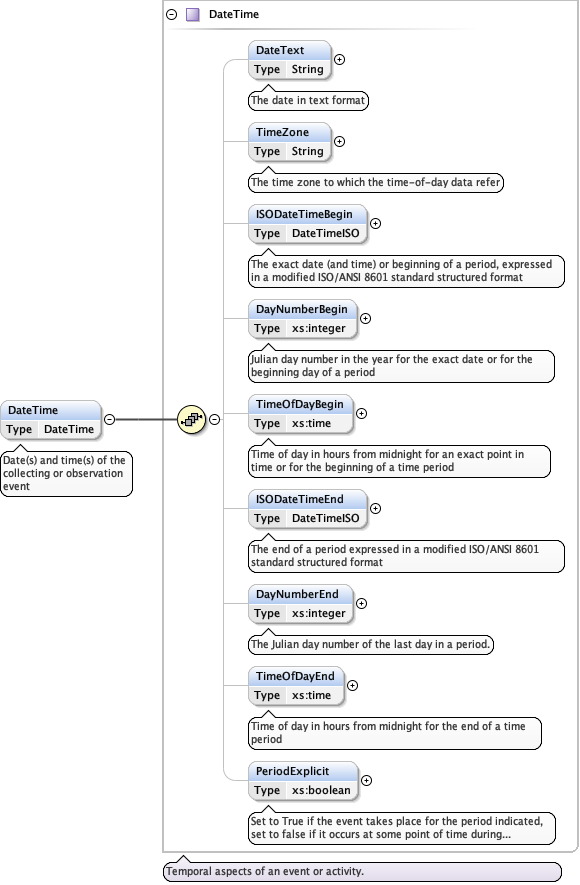 DateTime
DateText
Type String
The date in text format
TimeZone
Type String
The time zone to which the time-of-day data refer
ISODateTimeBegin
Type DateTimeISO
The exact date (and time) or beginning of a period, expressed
in a modified ISO/ANSI 8601 standard structured format
DayNumberBegin
Type xs:integer
Julian day number in the year for the exact date or for the
beginning day of a period
DateTime
Type DateTime
Date(s) and time(s) of the
collecting or observation
event
TimeOfDayBegin
Type xs:time
Time of day in hours from midnight for an exact point in
time or for the beginning of a time period
ISODateTimeEnd
Type DateTimeISO
The end of a period expressed in a modified ISO/ANSI 8601
standard structured format
DayNumberEnd
Type xs:integer
The Julian day number of the last day in a period.
TimeOfDayEnd
Type xs:time
Time of day in hours from midnight for the end of a time
period
PeriodExplicit
Type xs:boolean
Set to True if the event takes place for the period indicated,
set to false if it occurs at some point of time during...
Temporal aspects of an event or activity.